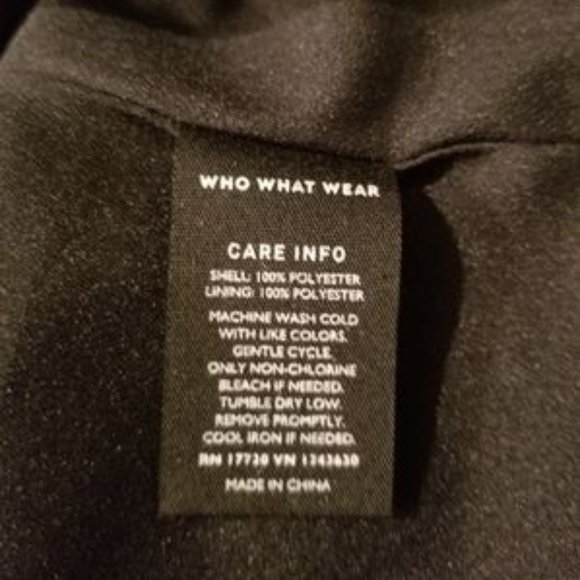 WHO WHAT WEAR
CARE INFO
SHELL: 100% POLYESTER
LINING: 100% POLYESTER
MACHINE WASH COLD
WITH LIKE COLORS.
GENTLE CYCLE.
ONLY NON-CHLORINE
BLEACH IF NEEDED.
TUMBLE DRY LOW.
REMOVE PROMPTLY.
COOL IRON IF NEEDED.
RN 17730 VN 1243630
MADE IN CHINA